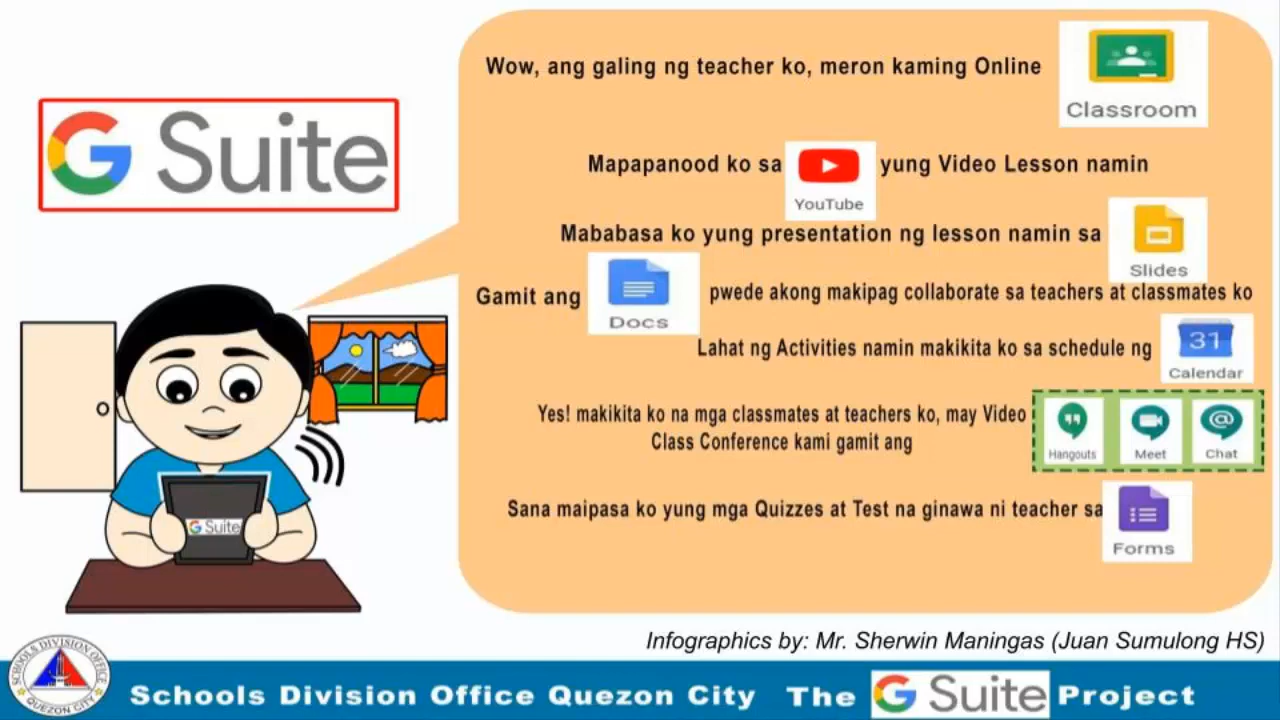 Wow, ang galing ng teacher ko, meron kaming Online
Classroom
G Suite
Mapapanood ko sa YouTube yung Video Lesson namin
Mababasa ko yung presentation ng lesson namin sa
Slides
Gamit ang Docs pwede akong makipag collaborate sa teachers at classmates ko
Lahat ng Activities namin makikita ko sa schedule ng
31
Calendar
Yes! makikita ko na mga classmates at teachers ko, may Video
Class Conference kami gamit ang
Hangouts Meet Chat
Sana maipasa ko yung mga Quizzes at Test na ginawa ni teacher sa
Forms
G Suite
Infographics by: Mr. Sherwin Maningas (Juan Sumulong HS)
SCHOOLS DIVISION OFFICE
QUEZON CITY
Schools Division Office Quezon City The G Suite Project